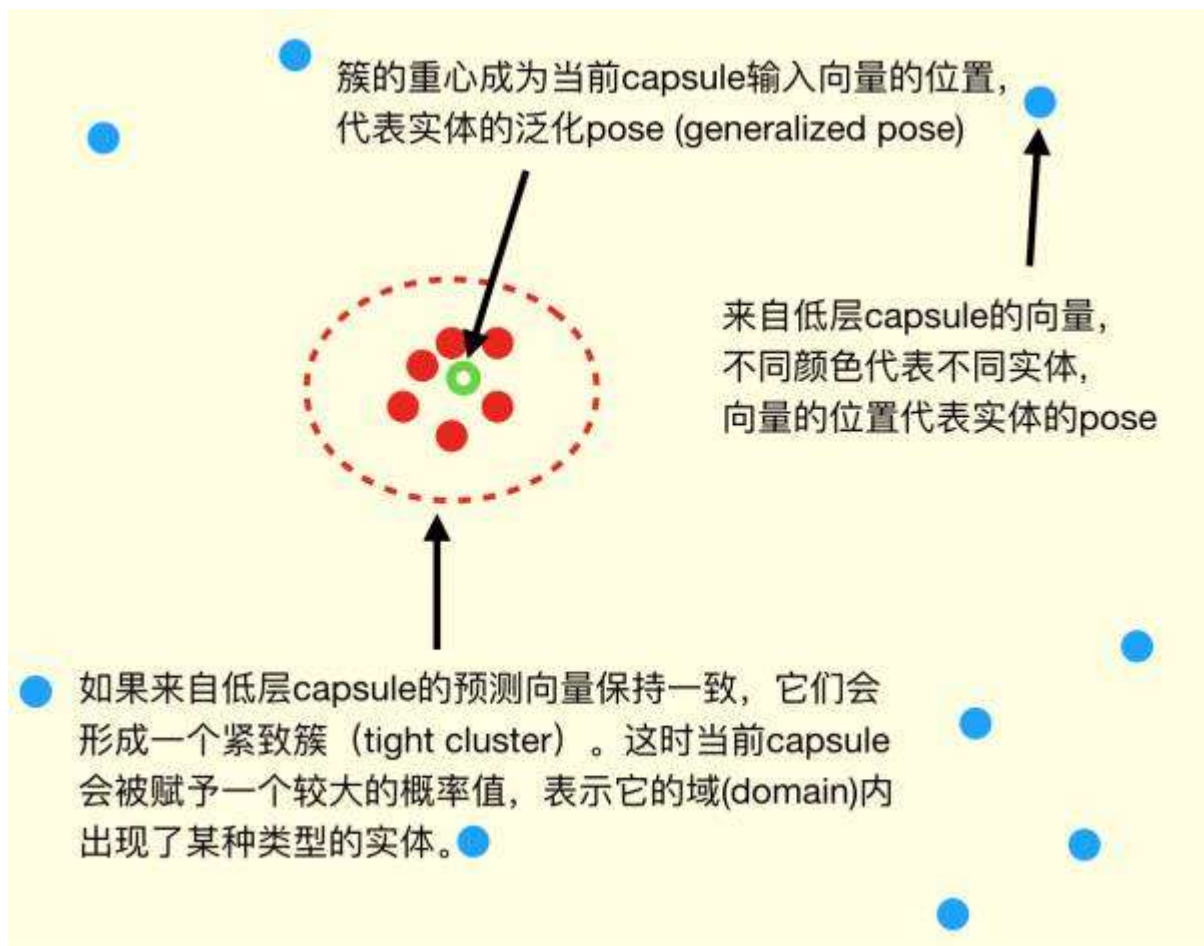 簇的重心成为当前capsule输入向量的位置，
代表实体的泛化pose (generalized pose)
来自低层capsule的向量，
不同颜色代表不同实体，
向量的位置代表实体的pose
如果来自低层capsule的预测向量保持一致，它们会
形成一个紧致簇（tight cluster）。这时当前capsule
会被赋予一个较大的概率值，表示它的域(domain)内
出现了某种类型的实体。